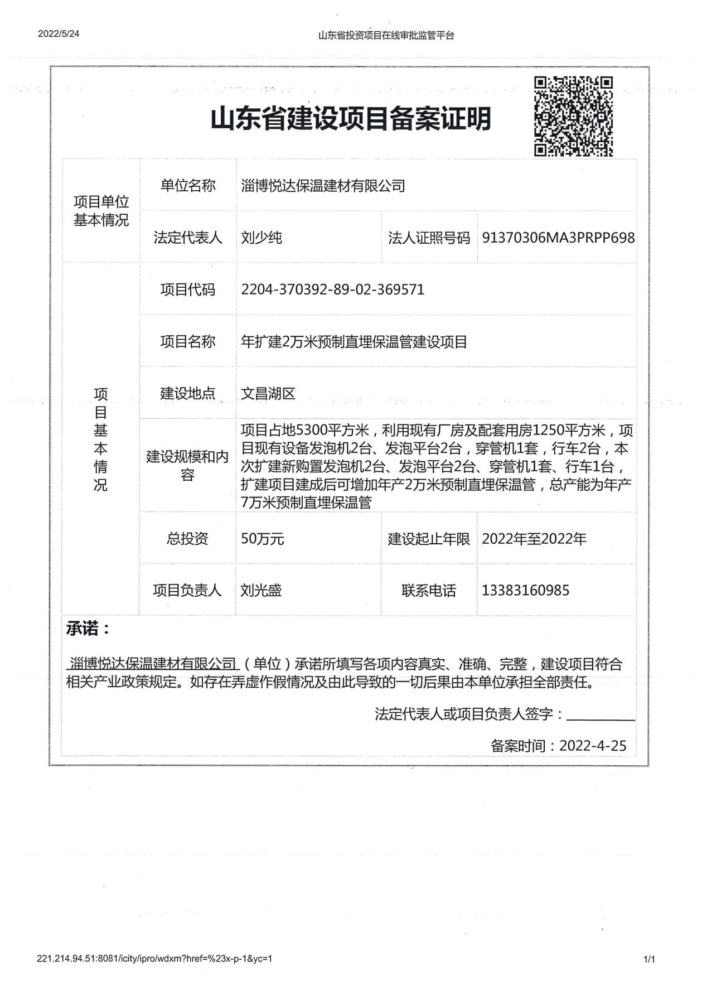 2022/5/24
山东省投资项目在线审批监管平台
山东省建设项目备案证明
项目单位
基本情况
单位名称
淄博悦达保温建材有限公司
法定代表人
刘少纯
法人证照号码
91370306MA3PRPP698
项
目
基
本
情
况
项目代码
2204-370392-89-02-369571
项目名称
年扩建2万米预制直埋保温管建设项目
建设地点
文昌湖区
建设规模和内
容
项目占地5300平方米，利用现有厂房及配套用房1250平方米，项
目现有设备发泡机2台、发泡平台2台，穿管机1套，行车2台，本
次扩建新购置发泡机2台、发泡平台2台、穿管机1套、行车1台，
扩建项目建成后可增加年产2万米预制直埋保温管，总产能为年产
7万米预制直埋保温管
总投资
50万元
建设起止年限
2022年至2022年
项目负责人
刘光盛
联系电话
13383160985
承诺：
淄博悦达保温建材有限公司（单位）承诺所填写各项内容真实、准确、完整，建设项目符合
相关产业政策规定。如存在弄虚作假情况及由此导致的一切后果由本单位承担全部责任。
法定代表人或项目负责人签字：
备案时间：2022-4-25
221.214.94.51:8081/icity/ipro/wdxm?href=%23x-p-1&yc=1
1/1